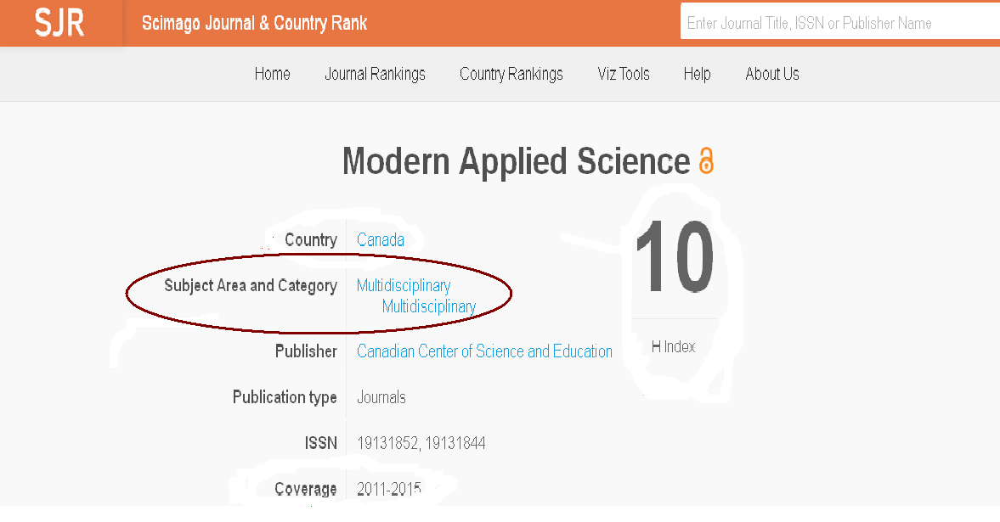 SJR Scimago Journal & Country Rank Enter Journal Title, ISSN or Publisher Name
Home Journal Rankings Country Rankings Viz Tools Help About Us
Modern Applied Science
Country Canada
Subject Area and Category Multidisciplinary
Multidisciplinary
Publisher Canadian Center of Science and Education
Publication type Journals
ISSN 19131852, 19131844
Coverage 2011-2015
10
H Index